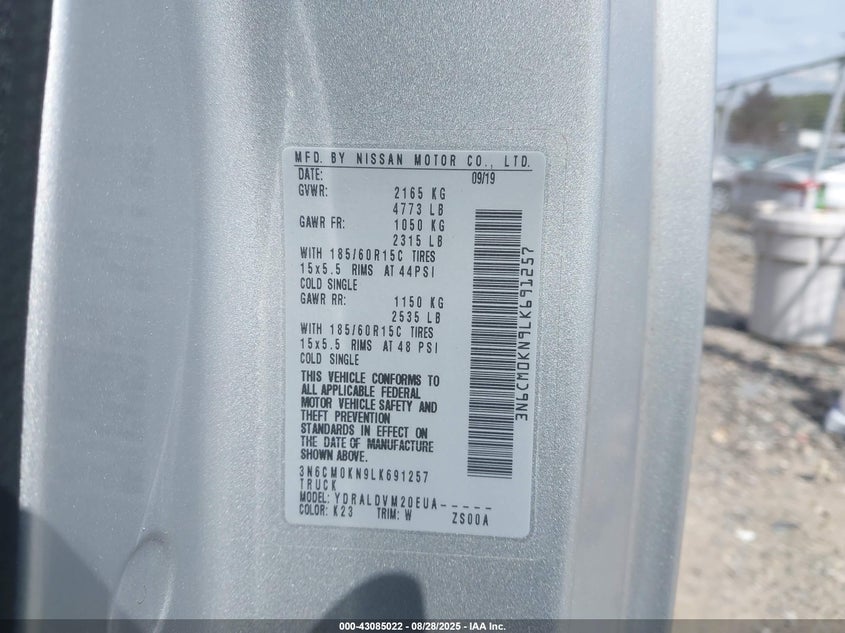 MFD. BY NISSAN MOTOR CO., LTD.
DATE: 09/19
GVWR: 2165 KG
4773 LB
GAWR FR: 1050 KG
2315 LB
WITH 185/60R15C TIRES
15x5.5 RIMS AT 44PSI
COLD SINGLE
GAWR RR: 1150 KG
2535 LB
WITH 185/60R15C TIRES
15x5.5 RIMS AT 48 PSI
COLD SINGLE
THIS VEHICLE CONFORMS TO
ALL APPLICABLE FEDERAL
MOTOR VEHICLE SAFETY AND
THEFT PREVENTION
STANDARDS IN EFFECT ON
THE DATE OF MANUFACTURE
SHOWN ABOVE.
3N6CM0KN9LK691257
TRUCK
MODEL: YDRALDVM20EUA-----
COLOR: K23 TRIM: W ZS00A
3N6CM0KN9LK691257
000-43085022 - 08/28/2025 - IAA Inc.